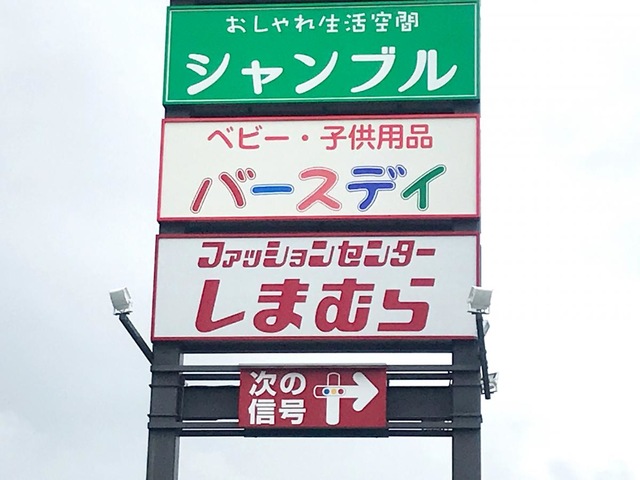 おしゃれ生活空間
シャンブル
ベビー・子供用品
バースデイ
ファッションセンター
しまむら
次の
信号